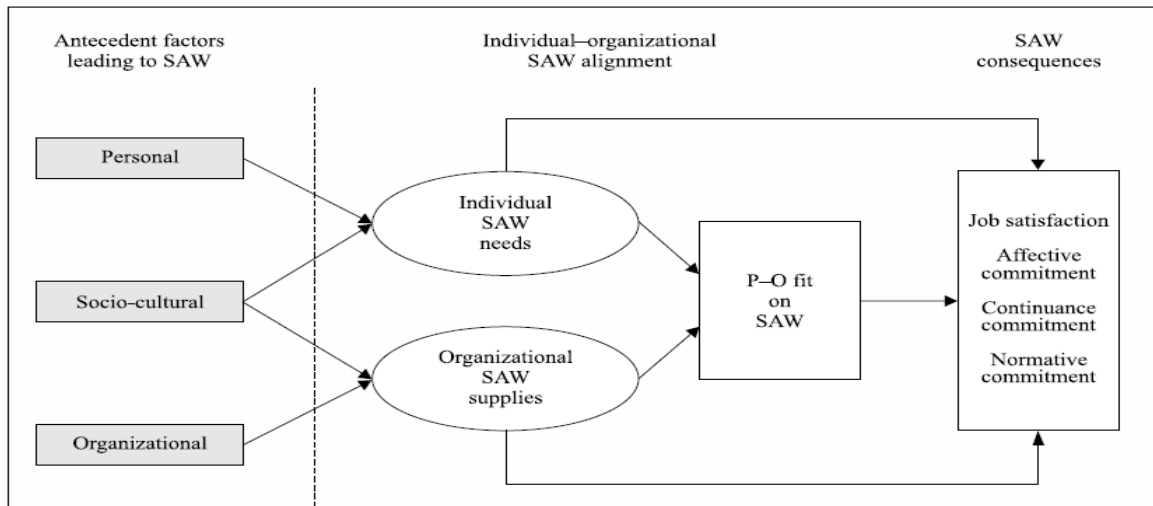 Antecedent factors
leading to SAW
Individual–organizational
SAW alignment
SAW
consequences
Personal
Socio-cultural
Organizational
Individual
SAW
needs
Organizational
SAW
supplies
P–O fit
on
SAW
Job satisfaction
Affective
commitment
Continuance
commitment
Normative
commitment